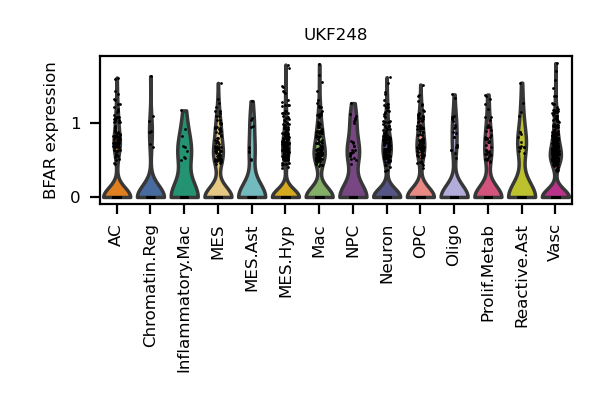 UKF248
BFAR expression
1
0
AC
Chromatin.Reg
Inflammatory.Mac
MES
MES.Ast
MES.Hyp
Mac
NPC
Neuron
OPC
Oligo
Prolif.Metab
Reactive.Ast
Vasc